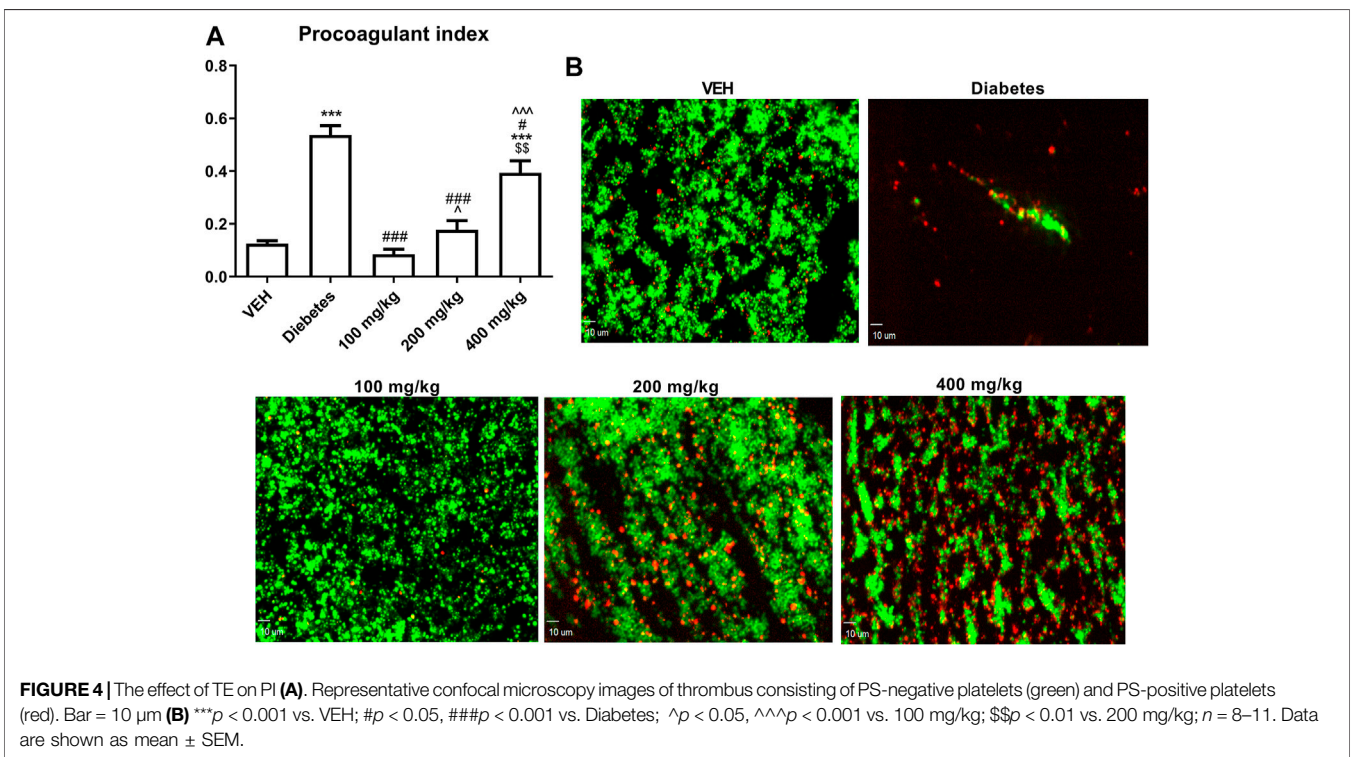 A
Procoagulant index
0.8
0.6
0.4
0.2
0.0
***
###
###
^
^^^
#
***
$$
VEH
Diebetes
100 mg/kg
200 mg/kg
400 mg/kg
B
VEH
10 um
Diabetes
10 um
100 mg/kg
10 um
200 mg/kg
10 um
400 mg/kg
10 um
FIGURE 4 | The effect of TE on PI (A). Representative confocal microscopy images of thrombus consisting of PS-negative platelets (green) and PS-positive platelets
(red). Bar = 10 µm (B) ***p < 0.001 vs. VEH; #p < 0.05, ###p < 0.001 vs. Diabetes; ^p < 0.05, ^^^p < 0.001 vs. 100 mg/kg; $$p < 0.01 vs. 200 mg/kg; n = 8–11. Data
are shown as mean ± SEM.